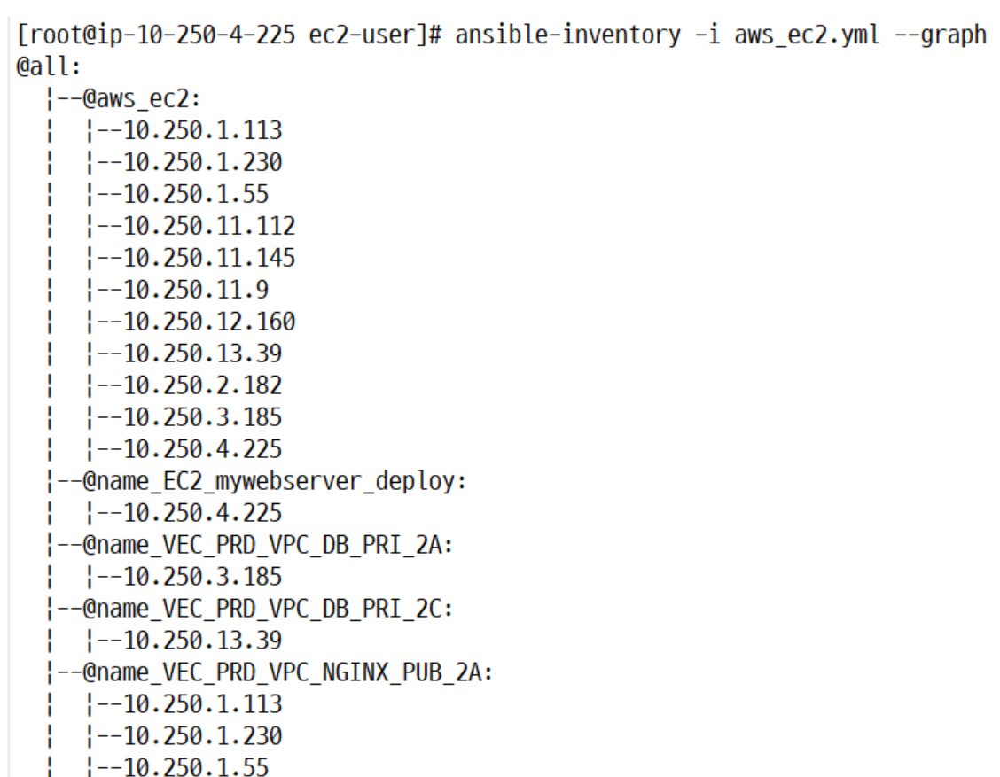 [root@ip-10-250-4-225 ec2-user]# ansible-inventory -i aws_ec2.yml --graph
@all:
  |--@aws_ec2:
  |  |--10.250.1.113
  |  |--10.250.1.230
  |  |--10.250.1.55
  |  |--10.250.11.112
  |  |--10.250.11.145
  |  |--10.250.11.9
  |  |--10.250.12.160
  |  |--10.250.13.39
  |  |--10.250.2.182
  |  |--10.250.3.185
  |  |--10.250.4.225
  |--@name_EC2_mywebserver_deploy:
  |  |--10.250.4.225
  |--@name_VEC_PRD_VPC_DB_PRI_2A:
  |  |--10.250.3.185
  |--@name_VEC_PRD_VPC_DB_PRI_2C:
  |  |--10.250.13.39
  |--@name_VEC_PRD_VPC_NGINX_PUB_2A:
  |  |--10.250.1.113
  |  |--10.250.1.230
  |  |--10.250.1.55